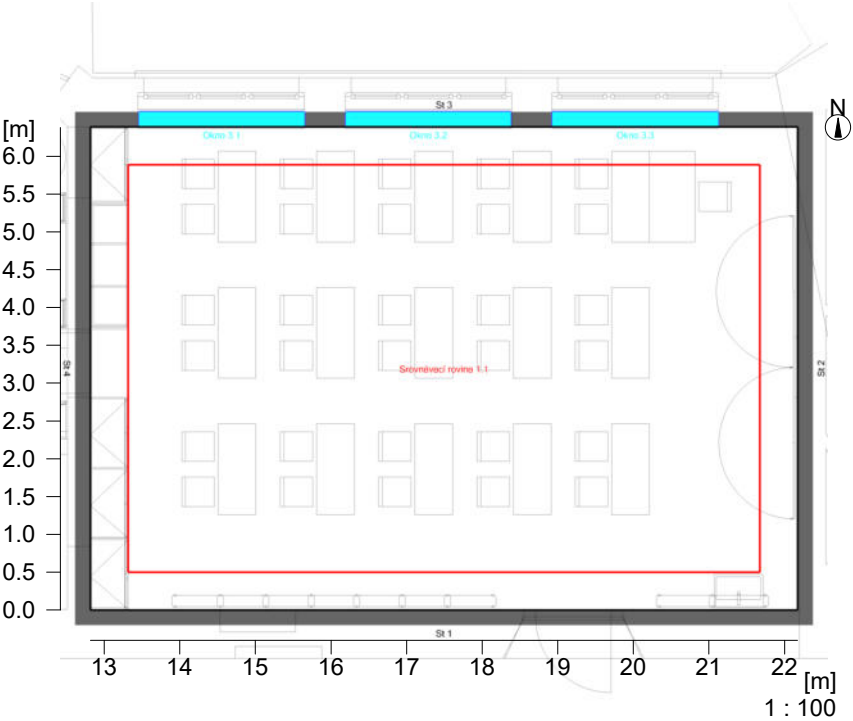 St 3
N
[m]
Okno 3.1
Okno 3.2
Okno 3.3
6.0
5.5
5.0
4.5
4.0
3.5
Srovnávací rovina 1.1
St 4
St 2
3.0
2.5
2.0
1.5
1.0
0.5
0.0
St 1
13 14 15 16 17 18 19 20 21 22
[m]
1 : 100